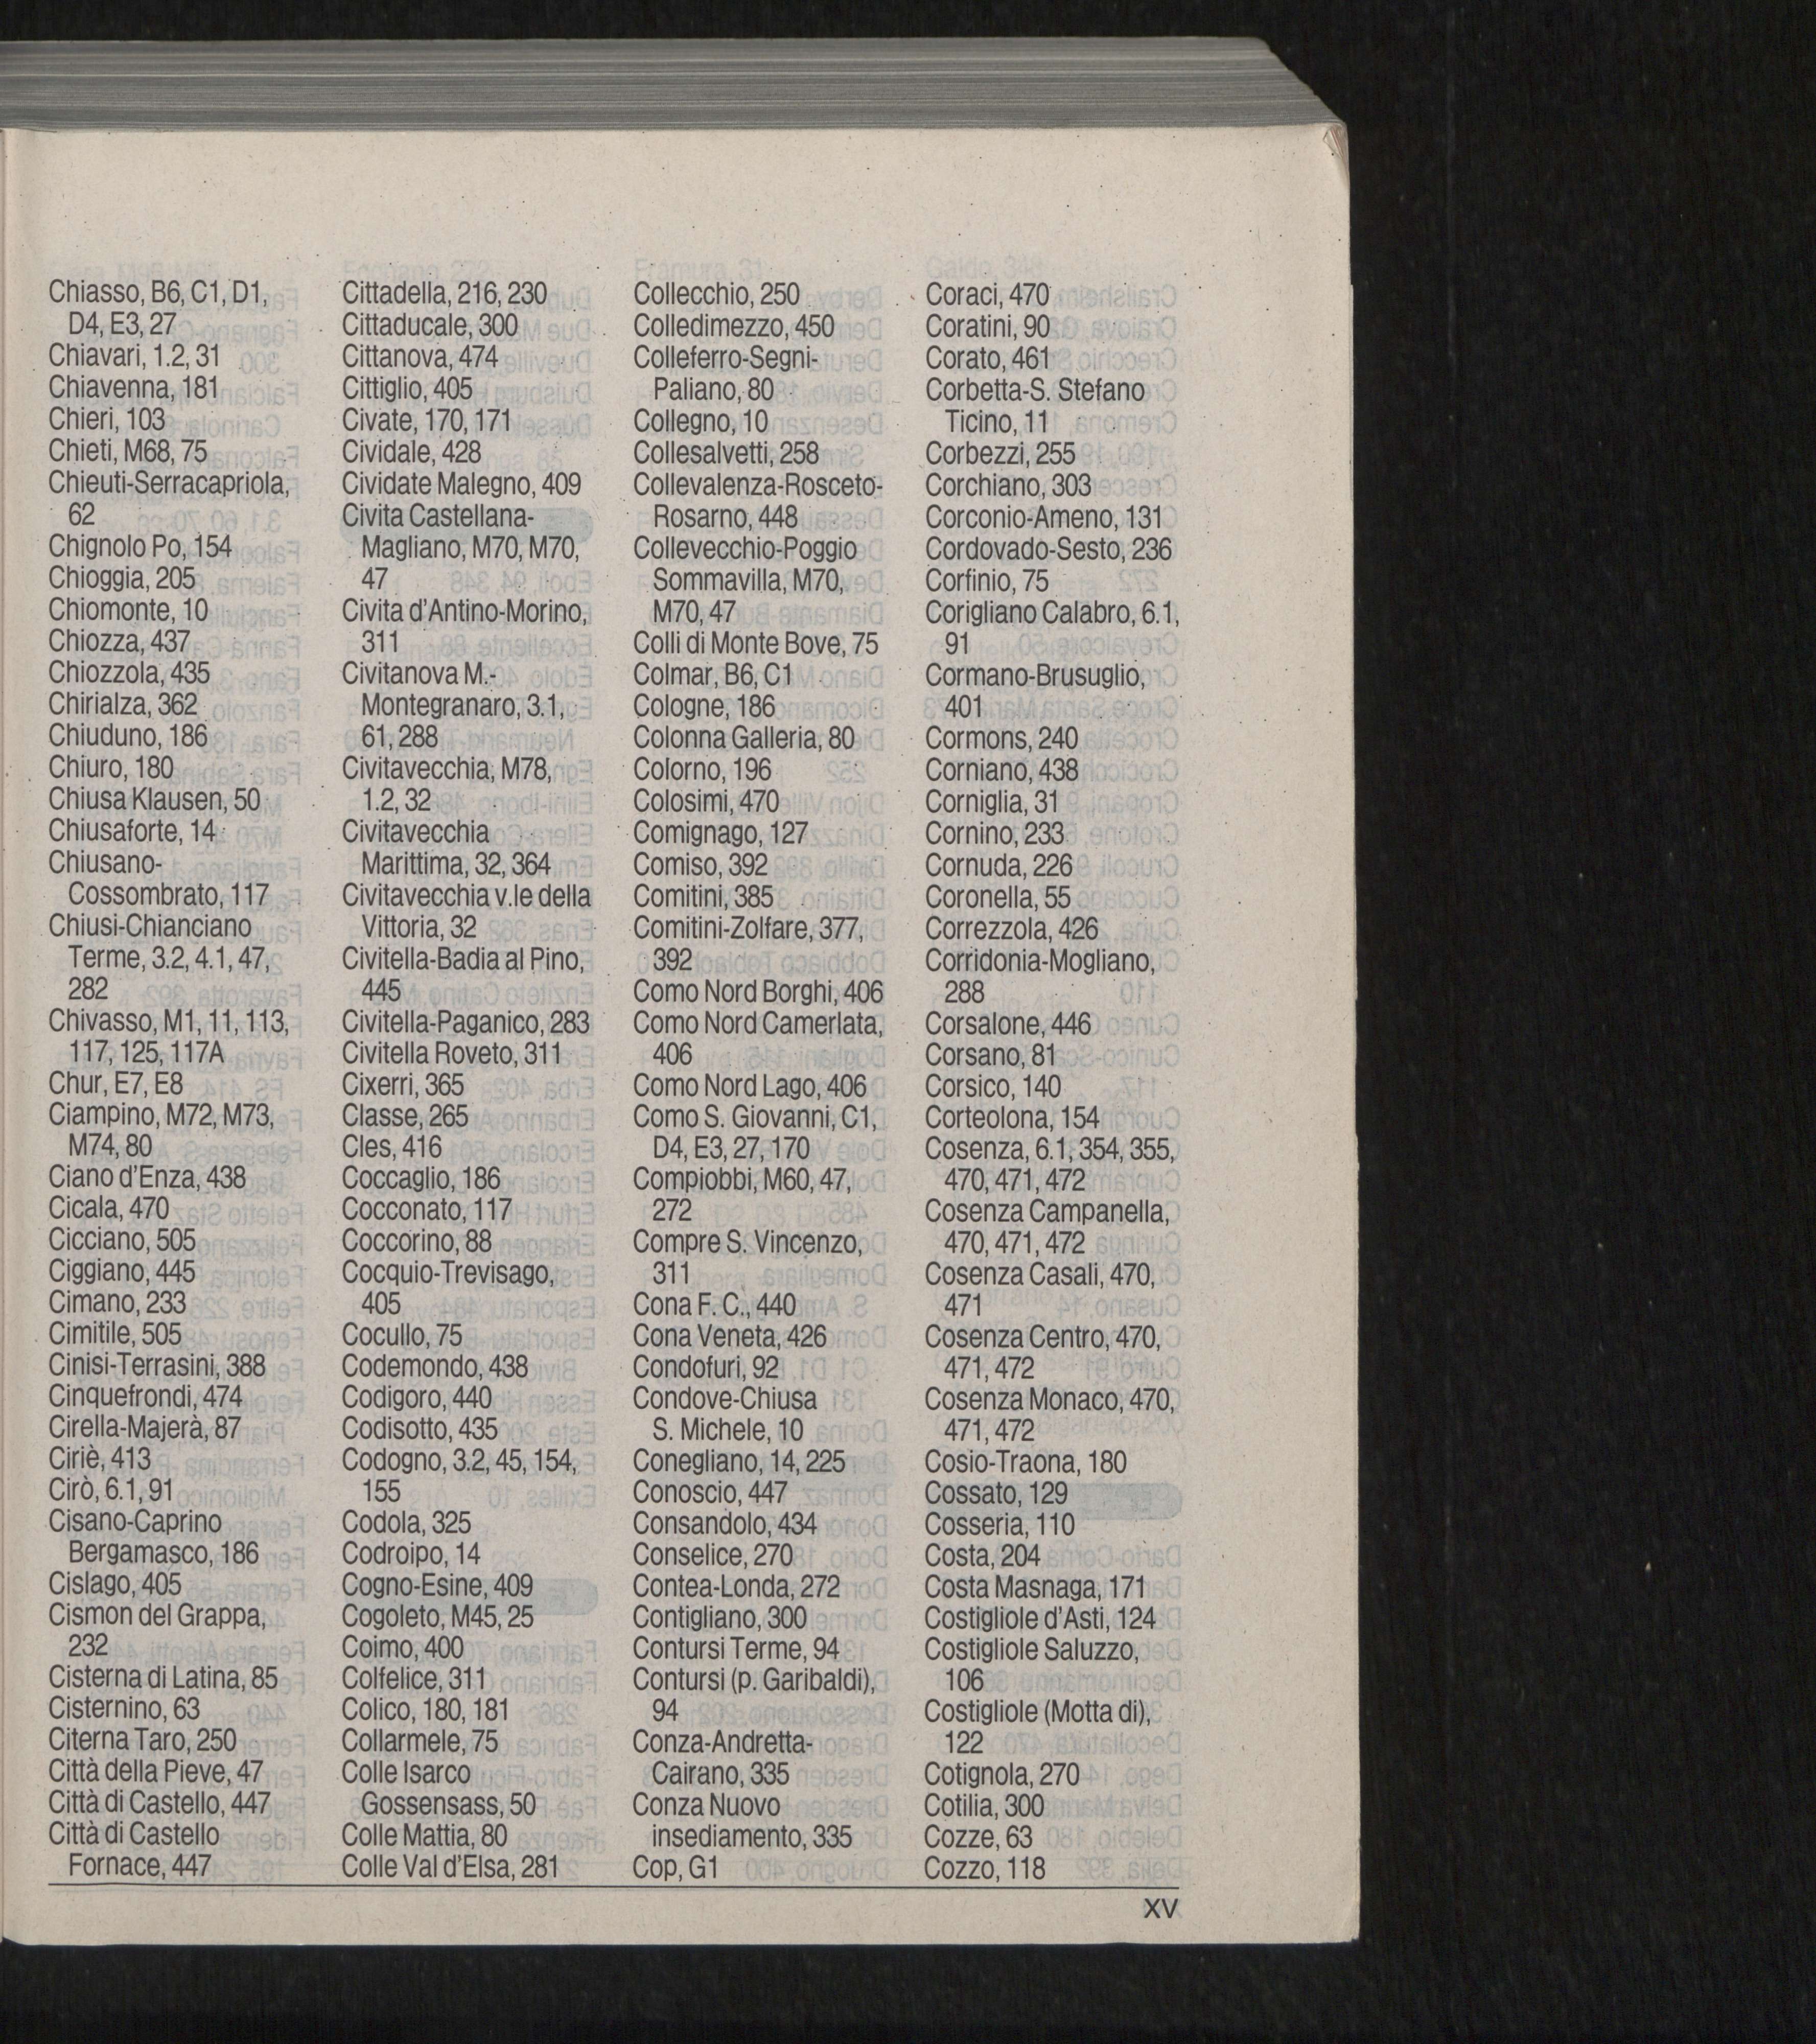 Chiasso, B6, C1, D1,
D4, E3, 27
Chiavari, 1.2, 31
Chiavenna, 181
Chieri, 103
Chieti, M68, 75
Chieuti-Serracapriola,
62
Chignolo Po, 154
Chioggia, 205
Chiomonte, 10
Chiozza, 437
Chiozzola, 435
Chirialza, 362
Chiuduno, 186
Chiuro, 180
Chiusa Klausen, 50
Chiusaforte, 14
Chiusano-
Cossombrato, 117
Chiusi-Chianciano
Terme, 3.2, 4.1, 47,
282
Chivasso, M1, 11, 113,
117, 125, 117A
Chur, E7, E8
Ciampino, M72, M73,
M74, 80
Ciano d'Enza, 438
Cicala, 470
Cicciano, 505
Ciggiano, 445
Cimano, 233
Cimitile, 505
Cinisi-Terrasini, 388
Cinquefrondi, 474
Cirella-Majerà, 87
Ciriè, 413
Cirò, 6.1, 91
Cisano-Caprino
Bergamasco, 186
Cislago, 405
Cismon del Grappa,
232
Cisterna di Latina, 85
Cisternino, 63
Citerna Taro, 250
Città della Pieve, 47
Città di Castello, 447
Città di Castello
Fornace, 447
Cittadella, 216, 230
Cittaducale, 300
Cittanova, 474
Cittiglio, 405
Civate, 170, 171
Cividale, 428
Cividate Malegno, 409
Civita Castellana-
Magliano, M70, M70,
47
Civita d'Antino-Morino,
311
Civitanova M.-
Montegranaro, 3.1,
61, 288
Civitavecchia, M78,
1.2, 32
Civitavecchia
Marittima, 32, 364
Civitavecchia v.le della
Vittoria, 32
Civitella-Badia al Pino,
445
Civitella-Paganico, 283
Civitella Roveto, 311
Cixerri, 365
Classe, 265
Cles, 416
Coccaglio, 186
Cocconato, 117
Coccorino, 88
Cocquio-Trevisago,
405
Cocullo, 75
Codemondo, 438
Codigoro, 440
Codisotto, 435
Codogno, 3.2, 45, 154,
155
Codola, 325
Codroipo, 14
Cogno-Esine, 409
Cogoleto, M45, 25
Coimo, 400
Colfelice, 311
Colico, 180, 181
Collarmele, 75
Colle Isarco
Gossensass, 50
Colle Mattia, 80
Colle Val d'Elsa, 281
Collecchio, 250
Colledimezzo, 450
Colleferro-Segni-
Paliano, 80
Collegno, 10
Collesalvetti, 258
Collevalenza-Rosceto-
Rosarno, 448
Collevecchio-Poggio
Sommavilla, M70,
M70, 47
Colli di Monte Bove, 75
Colmar, B6, C1
Cologne, 186
Colonna Galleria, 80
Colorno, 196
Colosimi, 470
Comignago, 127
Comiso, 392
Comitini, 385
Comitini-Zolfare, 377,
392
Como Nord Borghi, 406
Como Nord Camerlata,
406
Como Nord Lago, 406
Como S. Giovanni, C1,
D4, E3, 27, 170
Compiobbi, M60, 47,
272
Compre S. Vincenzo,
311
Cona F. C., 440
Cona Veneta, 426
Condofuri, 92
Condove-Chiusa
S. Michele, 10
Conegliano, 14, 225
Conoscio, 447
Consandolo, 434
Conselice, 270
Contea-Londa, 272
Contigliano, 300
Contursi Terme, 94
Contursi (p. Garibaldi),
94
Conza-Andretta-
Cairano, 335
Conza Nuovo
insediamento, 335
Cop, G1
Coraci, 470
Coratini, 90
Corato, 461
Corbetta-S. Stefano
Ticino, 11
Corbezzi, 255
Corchiano, 303
Corconio-Ameno, 131
Cordovado-Sesto, 236
Corfinio, 75
Corigliano Calabro, 6.1,
91
Cormano-Brusuglio,
401
Cormons, 240
Corniano, 438
Corniglia, 31
Cornino, 233
Cornuda, 226
Coronella, 55
Correzzola, 426
Corridonia-Mogliano,
288
Corsalone, 446
Corsano, 81
Corsico, 140
Corteolona, 154
Cosenza, 6.1, 354, 355,
470, 471, 472
Cosenza Campanella,
470, 471, 472
Cosenza Casali, 470,
471
Cosenza Centro, 470,
471, 472
Cosenza Monaco, 470,
471, 472
Cosio-Traona, 180
Cossato, 129
Cosseria, 110
Costa, 204
Costa Masnaga, 171
Costigliole d'Asti, 124
Costigliole Saluzzo,
106
Costigliole (Motta di),
122
Cotignola, 270
Cotilia, 300
Cozze, 63
Cozzo, 118
XV